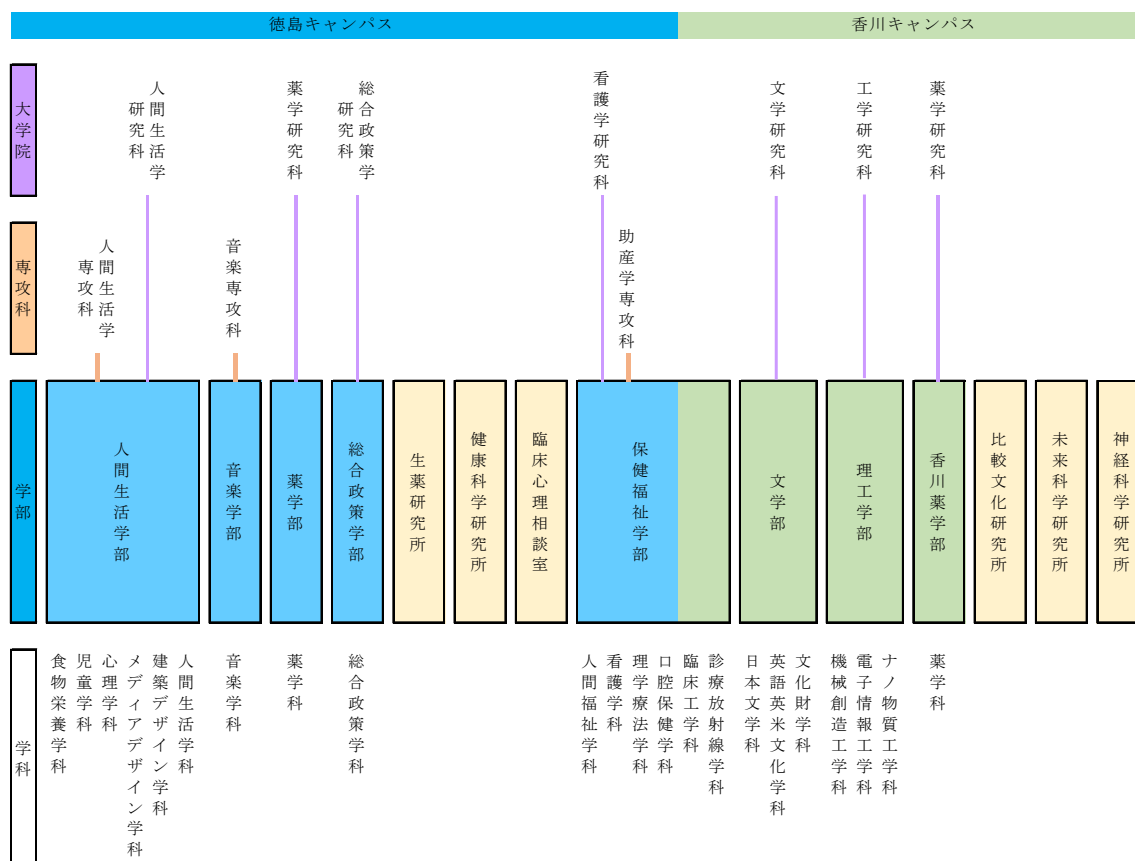 徳島キャンパス
香川キャンパス
大学院
人間生活学
研究科
薬学研究科
総合政策学
研究科
看護学研究科
文学研究科
工学研究科
薬学研究科
専攻科
人間生活学
専攻科
音楽専攻科
助産学専攻科
学部
人間生活学部
音楽学部
薬学部
総合政策学部
生薬研究所
健康科学研究所
臨床心理相談室
保健福祉学部
文学部
理工学部
香川薬学部
比較文化研究所
未来科学研究所
神経科学研究所
学科
食物栄養学科
児童学科
心理学科
メディアデザイン学科
建築デザイン学科
人間生活学科
音楽学科
薬学科
総合政策学科
人間福祉学科
看護学科
理学療法学科
口腔保健学科
臨床工学科
診療放射線学科
日本文学科
英語英米文化学科
文化財学科
機械創造工学科
電子情報工学科
ナノ物質工学科
薬学科